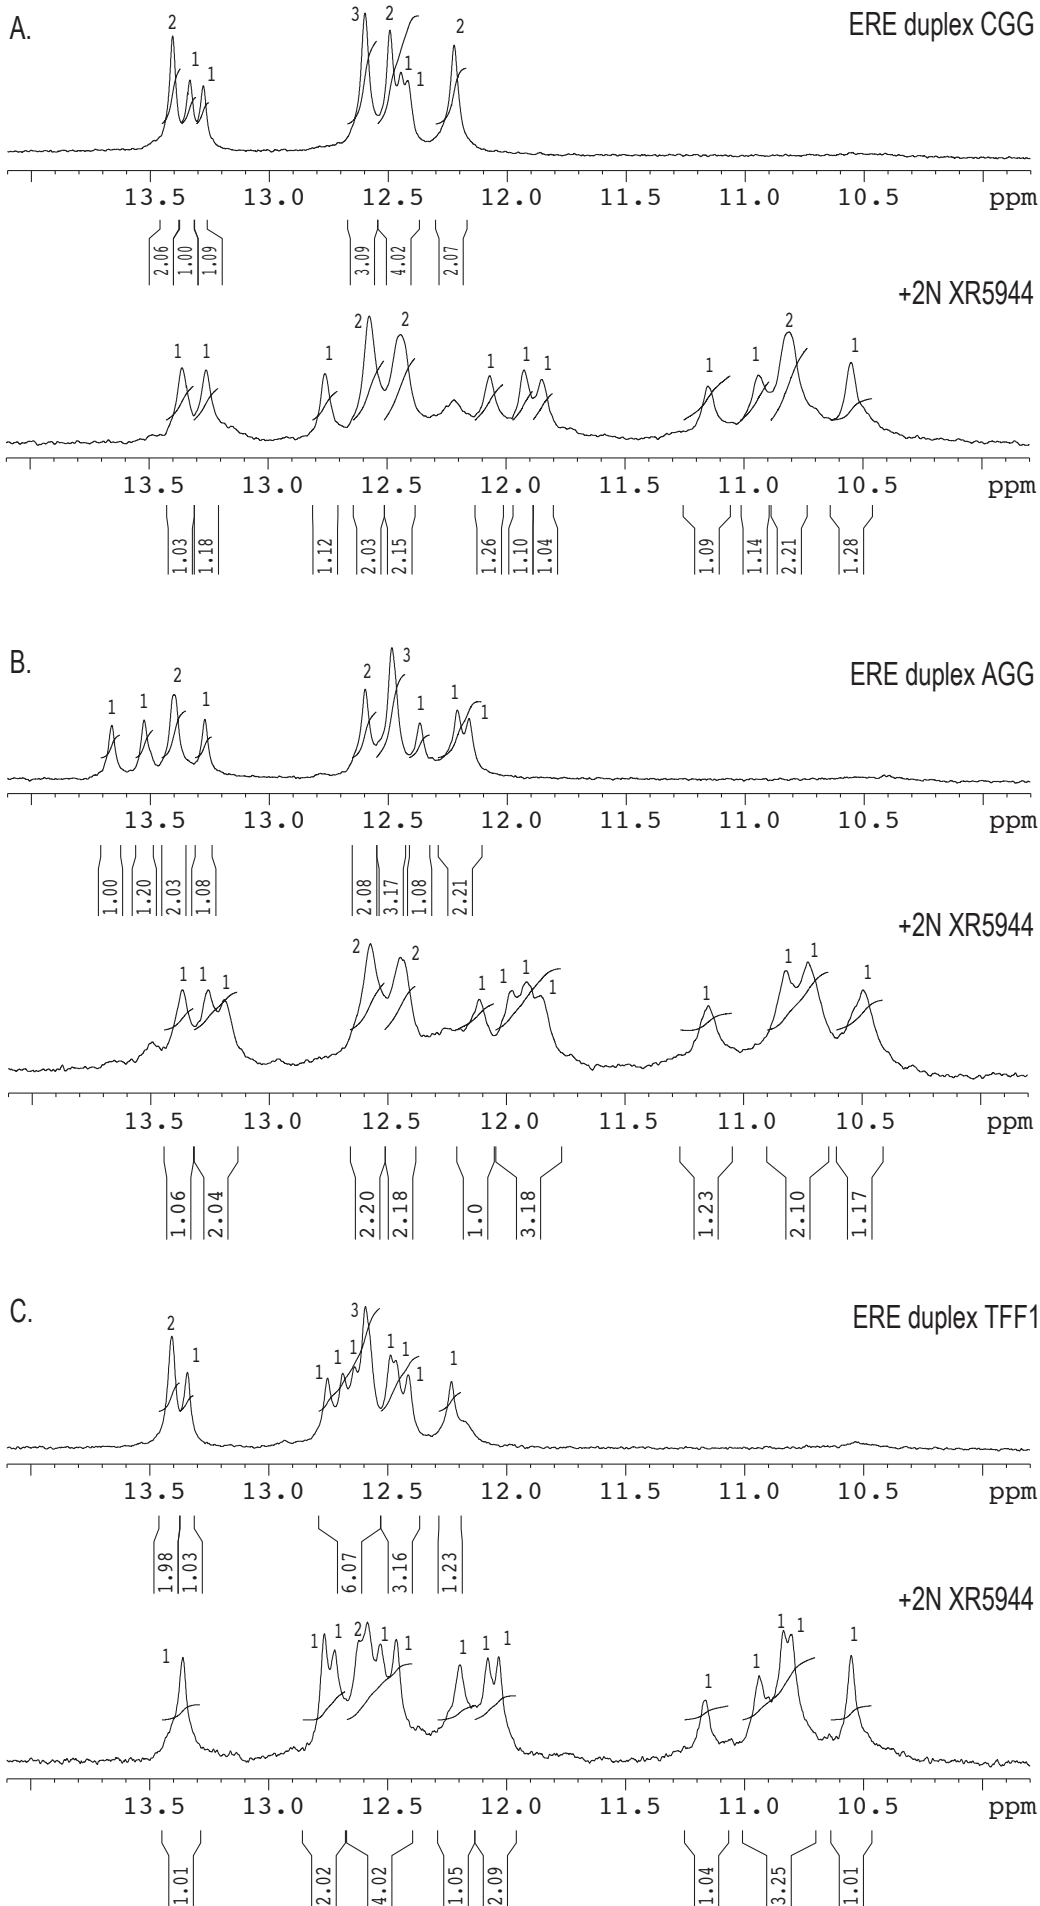 A.
ERE duplex CGG
2 1 1 3 2 1 1 2
13.5 13.0 12.5 12.0 11.5 11.0 10.5 ppm
2.06 1.00 1.09 3.09 4.02 2.07
+2N XR5944
1 1 1 2 2 1 1 1 1 1 2 1
13.5 13.0 12.5 12.0 11.5 11.0 10.5 ppm
1.03 1.18 1.12 2.03 2.15 1.26 1.10 1.04 1.09 1.14 2.21 1.28
B.
ERE duplex AGG
1 1 2 1 2 3 1 1 1
13.5 13.0 12.5 12.0 11.5 11.0 10.5 ppm
1.00 1.20 2.03 1.08 2.08 3.17 1.08 2.21
+2N XR5944
1 1 1 2 2 1 1 1 1 1 1 1 1
13.5 13.0 12.5 12.0 11.5 11.0 10.5 ppm
1.06 2.04 2.20 2.18 1.0 3.18 1.23 2.10 1.17
C.
ERE duplex TFF1
2 1 1 1 1 3 1 1 1 1
13.5 13.0 12.5 12.0 11.5 11.0 10.5 ppm
1.98 1.03 6.07 3.16 1.23
+2N XR5944
1 1 1 2 1 1 1 1 1 1 1 1 1 1
13.5 13.0 12.5 12.0 11.5 11.0 10.5 ppm
1.01 2.02 4.02 1.05 2.09 1.04 3.25 1.01